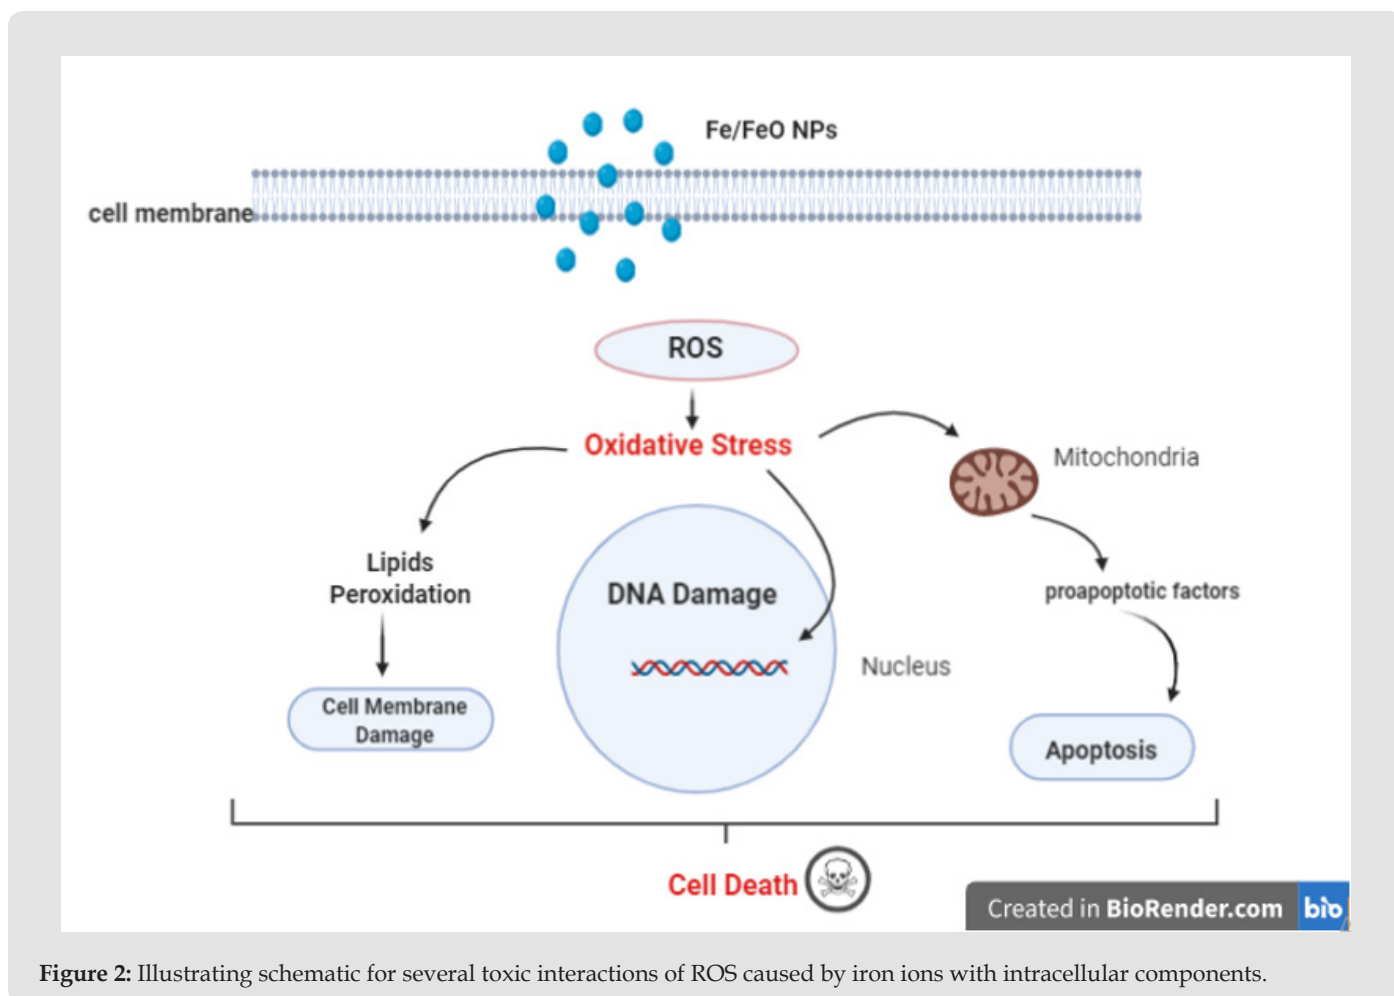 Fe/FeO NPs
cell membrane
ROS
Oxidative Stress
Mitochondria
Lipids
Peroxidation
DNA Damage
proapoptotic factors
Nucleus
Cell Membrane
Damage
Apoptosis
Cell Death
Created in BioRender.com bio
Figure 2: Illustrating schematic for several toxic interactions of ROS caused by iron ions with intracellular components.